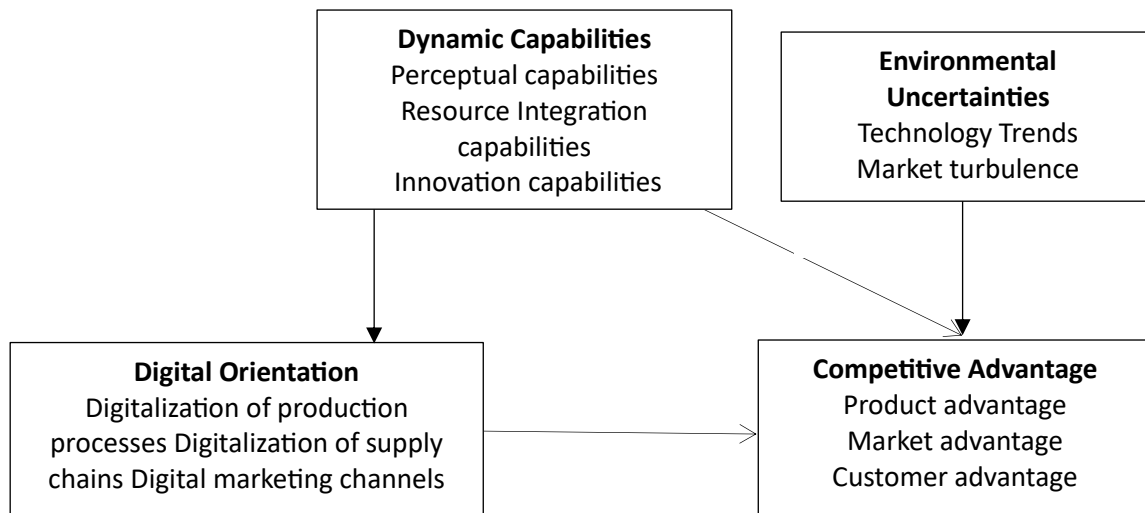 Dynamic Capabilities
Perceptual capabilities
Resource Integration
capabilities
Innovation capabilities
Environmental
Uncertainties
Technology Trends
Market turbulence
Digital Orientation
Digitalization of production
processes Digitalization of supply
chains Digital marketing channels
Competitive Advantage
Product advantage
Market advantage
Customer advantage